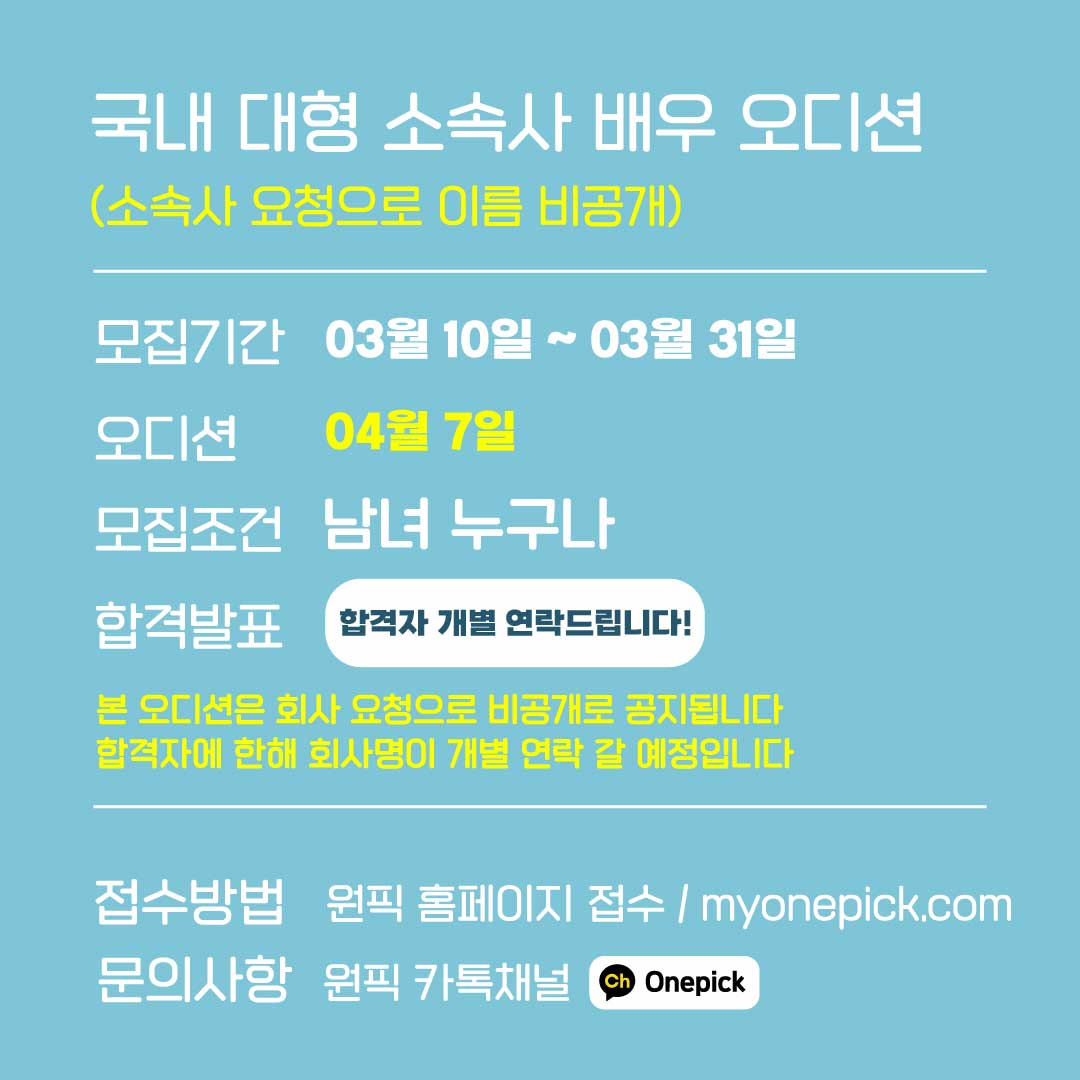 국내 대형 소속사 배우 오디션
(소속사 요청으로 이름 비공개)
모집기간 03월 10일 ~ 03월 31일
오디션 04월 7일
모집조건 남녀 누구나
합격발표 합격자 개별 연락드립니다!
본 오디션은 회사 요청으로 비공개로 공지됩니다
합격자에 한해 회사명이 개별 연락 갈 예정입니다
접수방법 원픽 홈페이지 접수 / myonepick.com
문의사항 원픽 카톡채널 Ch Onepick